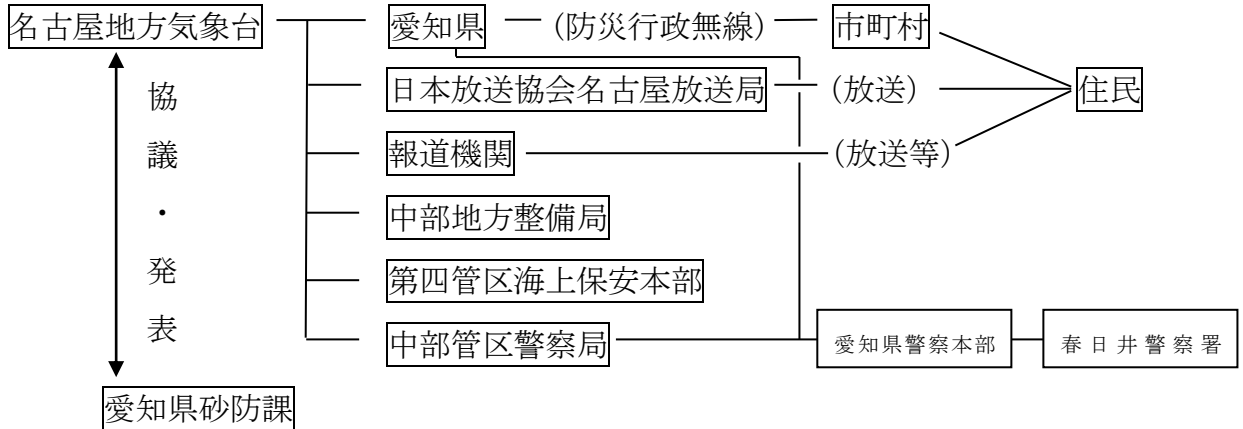 名古屋地方気象台 愛知県 (防災行政無線) 市町村
日本放送協会名古屋放送局 (放送) 住民
報道機関 (放送等)
中部地方整備局
第四管区海上保安本部
中部管区警察局 愛知県警察本部 春日井警察署
協議・発表
愛知県砂防課